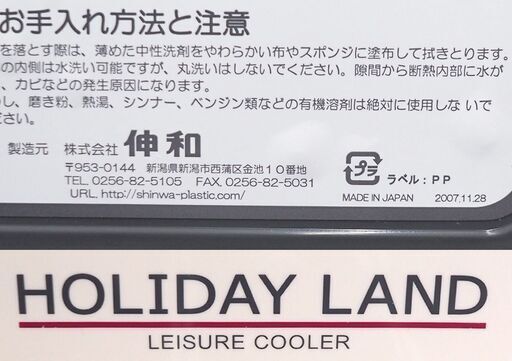 お手入れ方法と注意
を落とす際は、薄めた中性洗剤をやわらかい布やスポンジに塗布して拭きとります。
の内側は水洗い可能ですが、丸洗いはしないでください。隙間から断熱内部に水が
、カビなどの発生原因になります。
し、磨き粉、熱湯、シンナー、ベンジン類などの有機溶剤は絶対に使用しな いで
ださい。
製造元 株式会社 伸和
〒953-0144 新潟県新潟市西蒲区金池10番地
TEL. 0256-82-5105 FAX. 0256-82-5031
URL. http://shinwa-plastic.com/
プラ ラベル：PP
MADE IN JAPAN 2007,11.28
HOLIDAY LAND
LEISURE COOLER